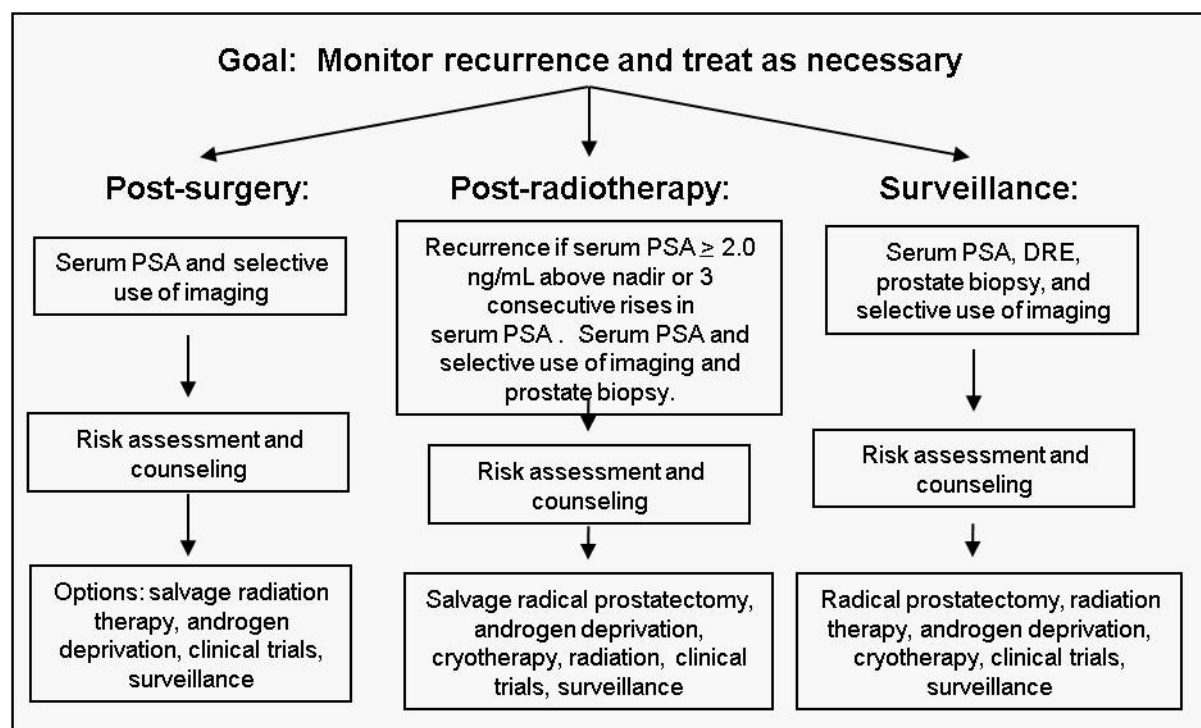 Goal:  Monitor recurrence and treat as necessary
Post-surgery:
Serum PSA and selective
use of imaging
Risk assessment and
counseling
Options: salvage radiation
therapy, androgen
deprivation, clinical trials,
surveillance
Post-radiotherapy:
Recurrence if serum PSA ≥ 2.0
ng/mL above nadir or 3
consecutive rises in
serum PSA .  Serum PSA and
selective use of imaging and
prostate biopsy.
Risk assessment and
counseling
Salvage radical prostatectomy,
androgen deprivation,
cryotherapy, radiation, clinical
trials, surveillance
Surveillance:
Serum PSA, DRE,
prostate biopsy, and
selective use of imaging
Risk assessment and
counseling
Radical prostatectomy, radiation
therapy, androgen deprivation,
cryotherapy, clinical trials,
surveillance